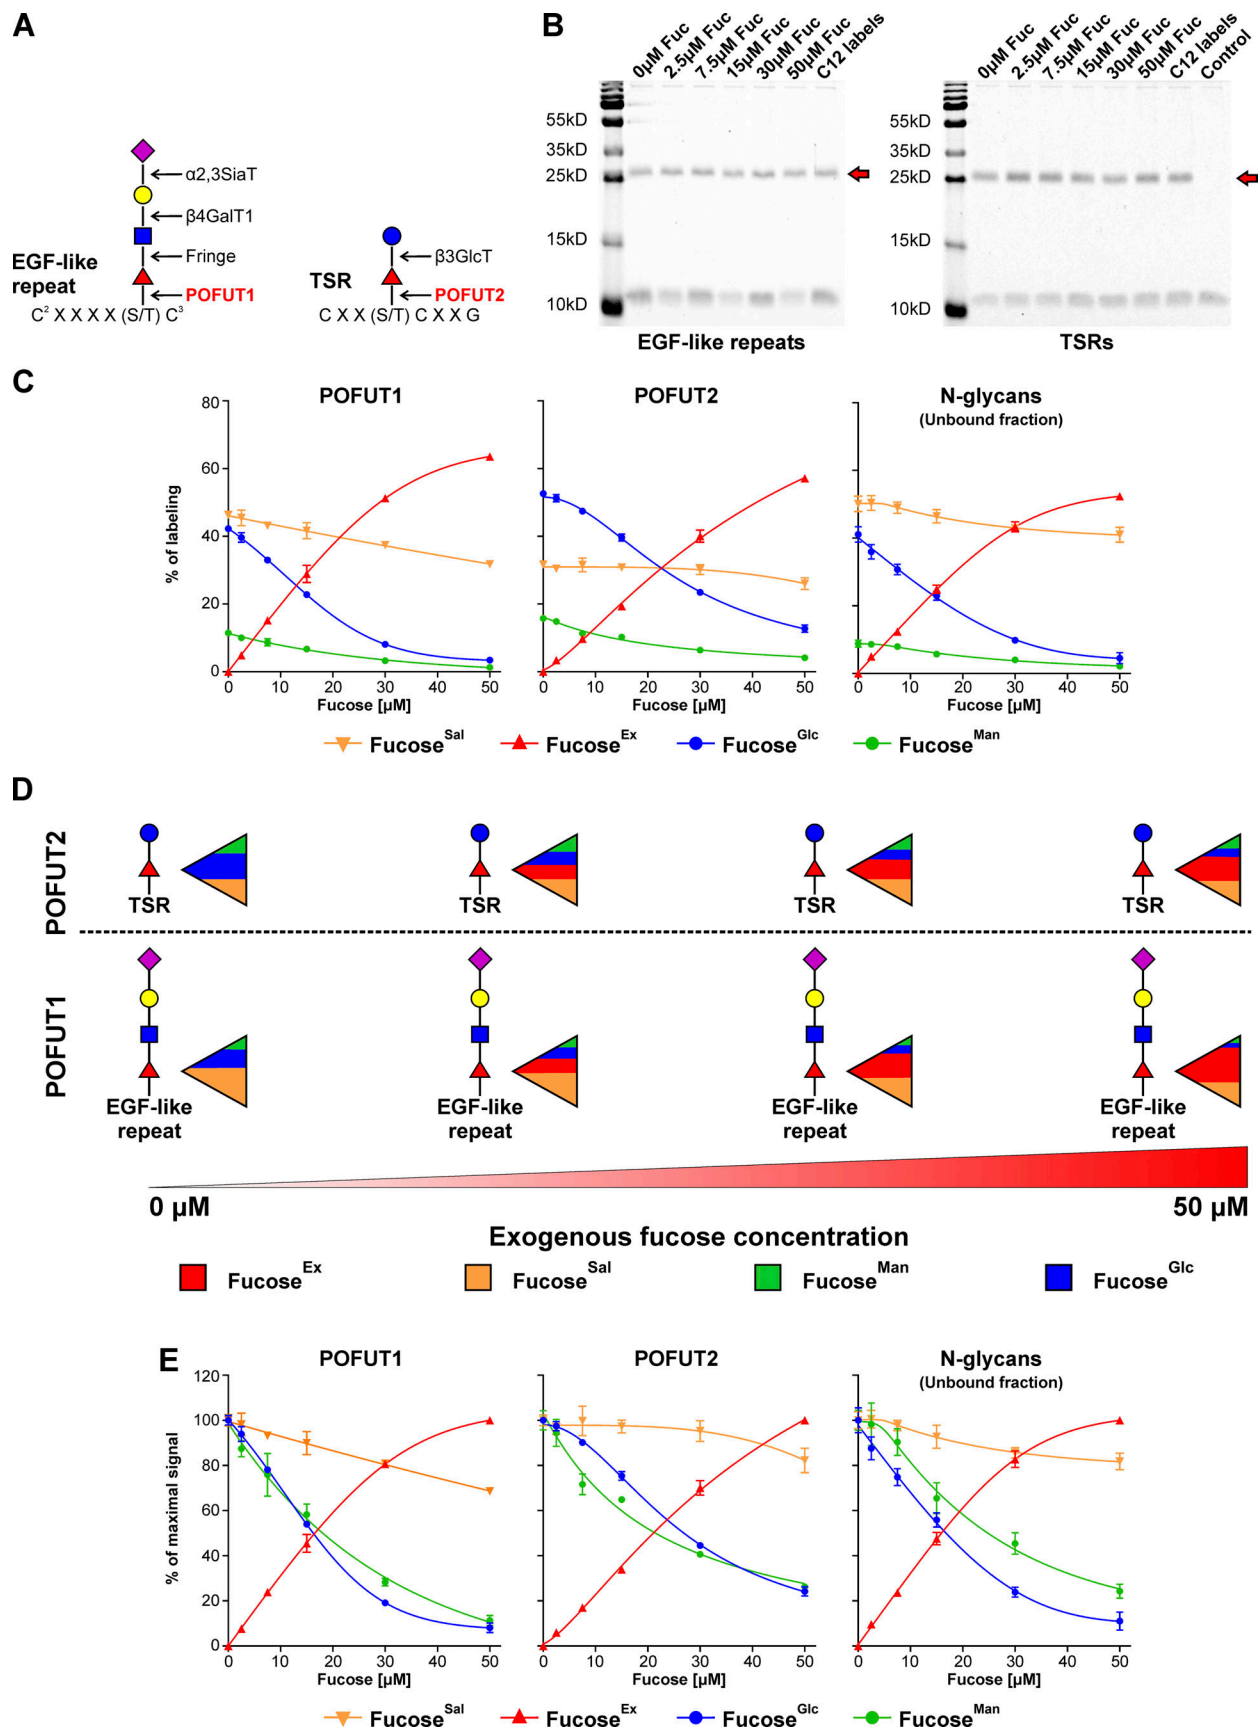 A
α2,3SiaT
β4GalT1
Fringe
EGF-like
repeat
POFUT1
C² X X X X (S/T) C³
β3GlcT
TSR
POFUT2
C X X (S/T) C X X G
B
0µM Fuc
2.5µM Fuc
7.5µM Fuc
15µM Fuc
30µM Fuc
50µM Fuc
C12 labels
55kD
35kD
25kD
15kD
10kD
EGF-like repeats
0µM Fuc
2.5µM Fuc
7.5µM Fuc
15µM Fuc
30µM Fuc
50µM Fuc
C12 labels
Control
55kD
35kD
25kD
15kD
10kD
TSRs
C
POFUT1
POFUT2
N-glycans
(Unbound fraction)
% of labeling
80
60
40
20
0
0 10 20 30 40 50
Fucose [µM]
0 10 20 30 40 50
Fucose [µM]
0 10 20 30 40 50
Fucose [µM]
Fucose^Sal Fucose^Ex Fucose^Glc Fucose^Man
D
POFUT2
TSR TSR TSR TSR
POFUT1
EGF-like EGF-like EGF-like EGF-like
repeat repeat repeat repeat
0 µM 50 µM
Exogenous fucose concentration
Fucose^Ex Fucose^Sal Fucose^Man Fucose^Glc
E
POFUT1
POFUT2
N-glycans
(Unbound fraction)
% of maximal signal
120
100
80
60
40
20
0
0 10 20 30 40 50
Fucose [µM]
0 10 20 30 40 50
Fucose [µM]
0 10 20 30 40 50
Fucose [µM]
Fucose^Sal Fucose^Ex Fucose^Glc Fucose^Man